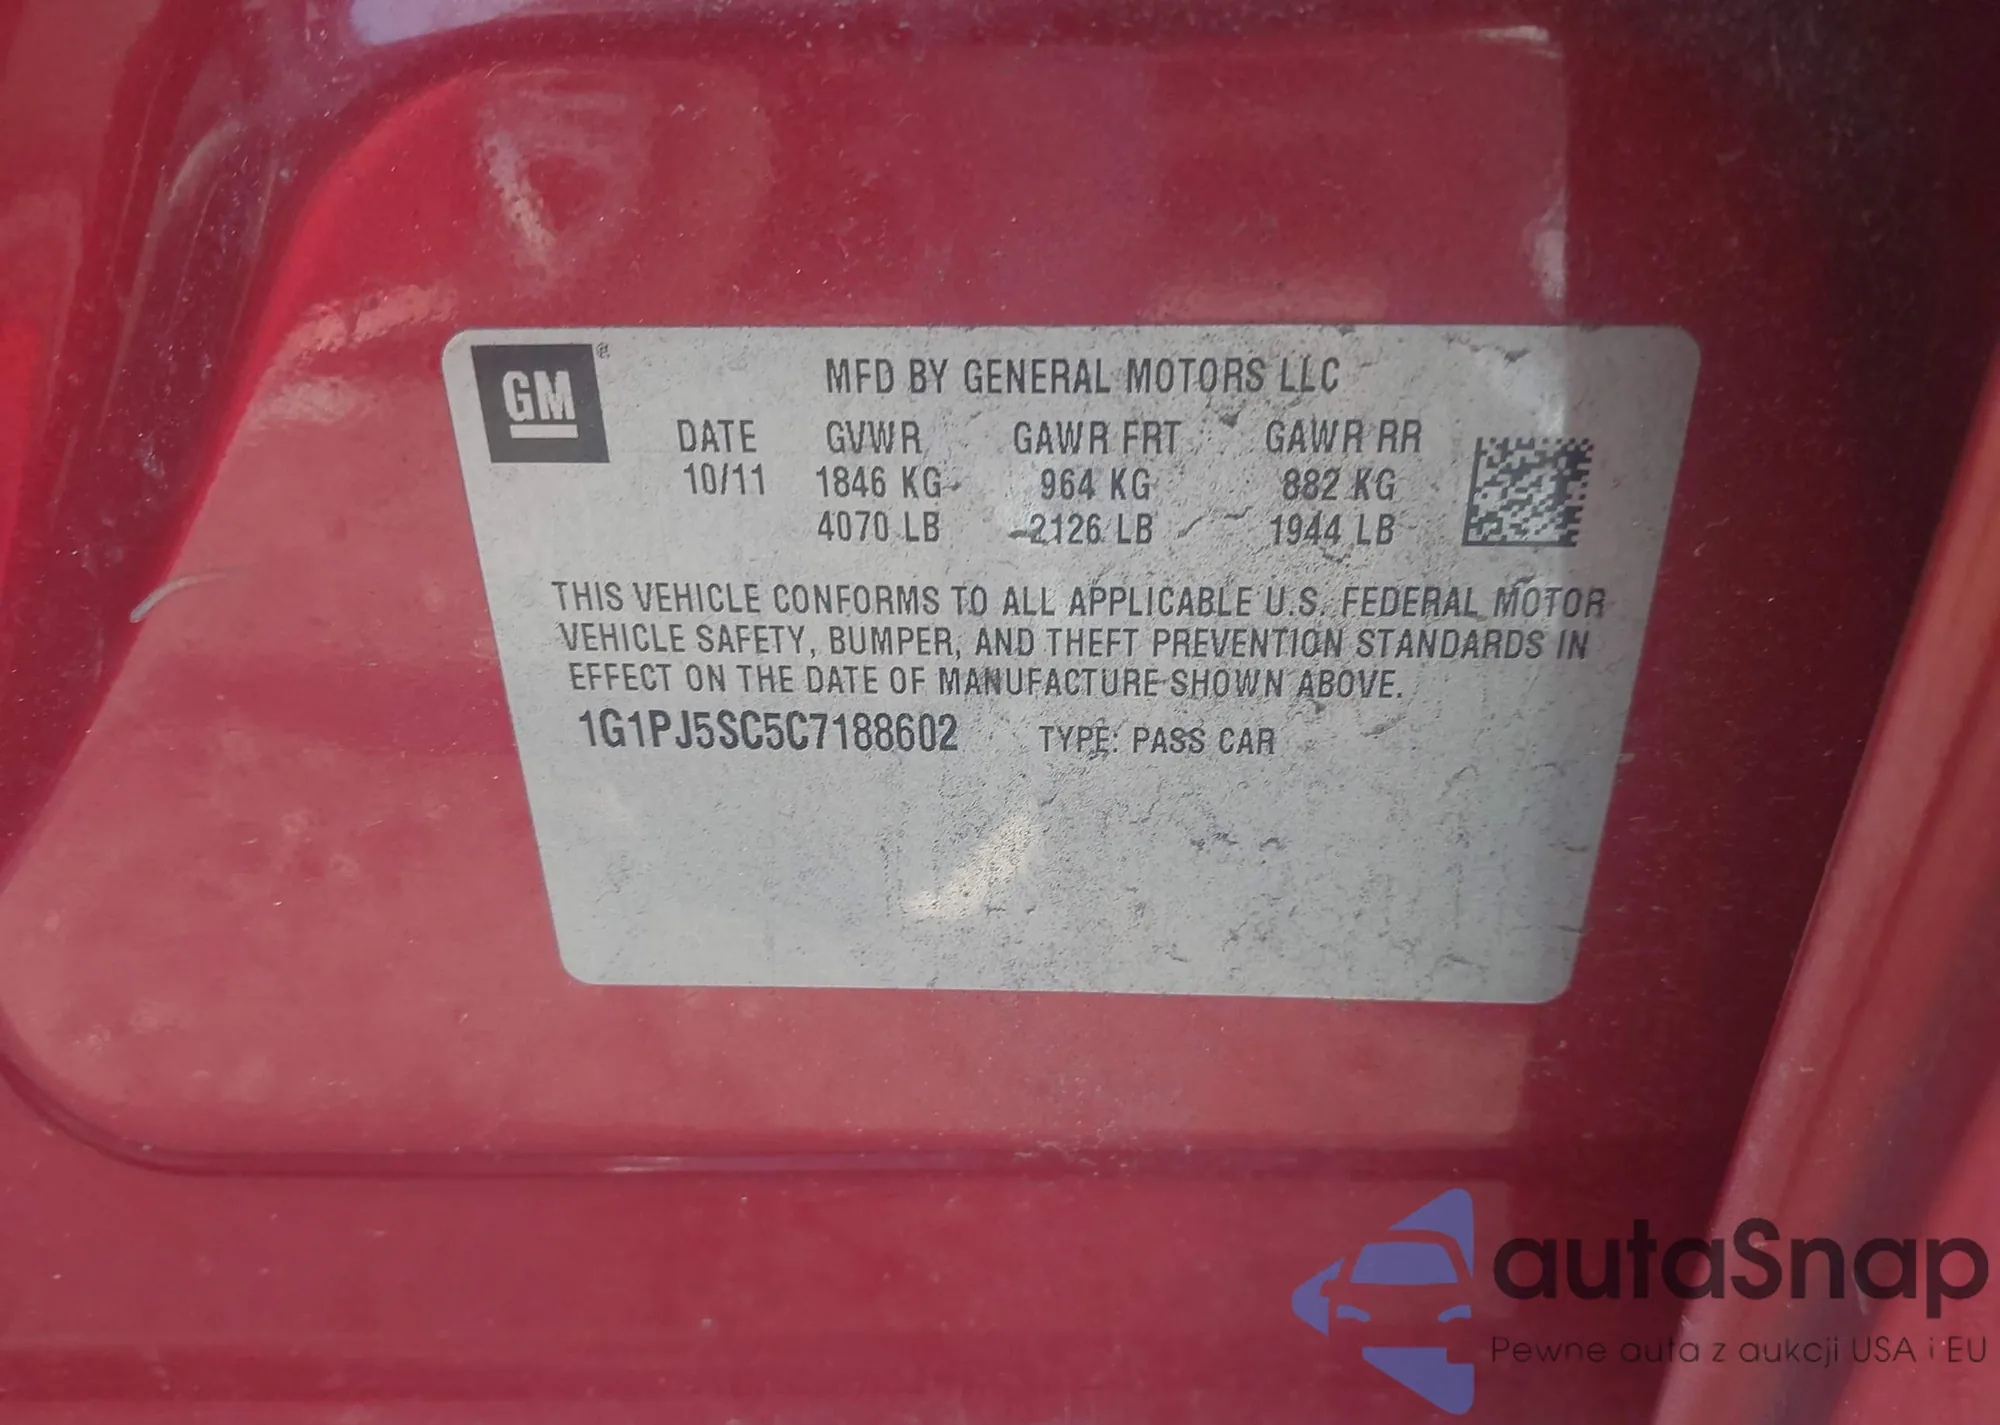 GM ®
MFD BY GENERAL MOTORS LLC
DATE GVWR GAWR FRT GAWR RR
10/11 1846 KG 964 KG 882 KG
4070 LB 2126 LB 1944 LB
THIS VEHICLE CONFORMS TO ALL APPLICABLE U.S. FEDERAL MOTOR
VEHICLE SAFETY, BUMPER, AND THEFT PREVENTION STANDARDS IN
EFFECT ON THE DATE OF MANUFACTURE SHOWN ABOVE.
1G1PJ5SC5C7188602 TYPE: PASS CAR
autaSnap
Pewne auta z aukcji USA i EU